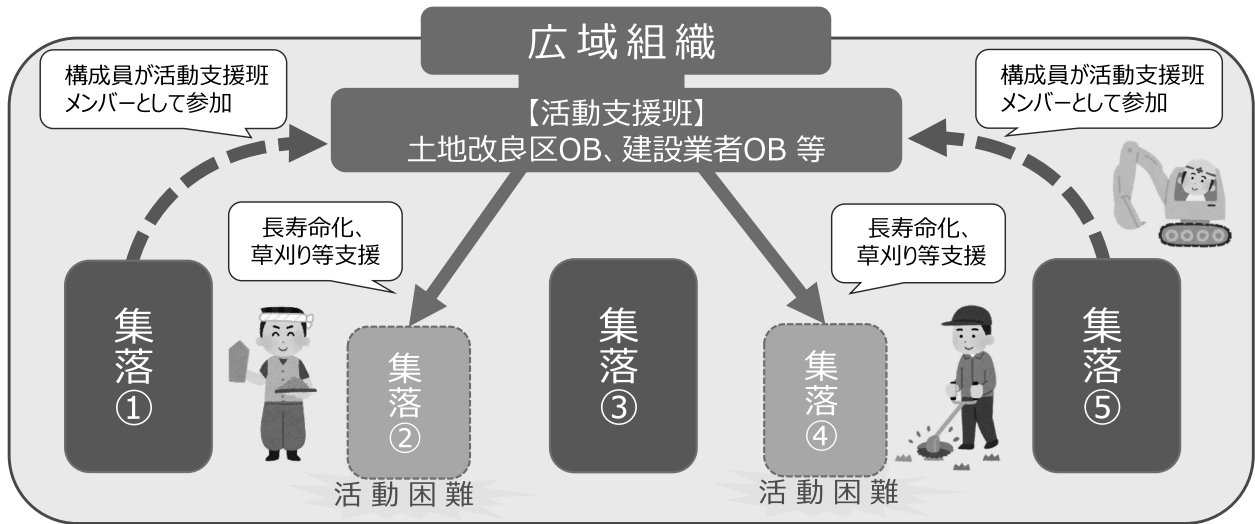 広域組織
【活動支援班】
土地改良区OB、建設業者OB 等
構成員が活動支援班
メンバーとして参加
構成員が活動支援班
メンバーとして参加
長寿命化、
草刈り等支援
長寿命化、
草刈り等支援
集落①
集落②
集落③
集落④
集落⑤
活動困難
活動困難